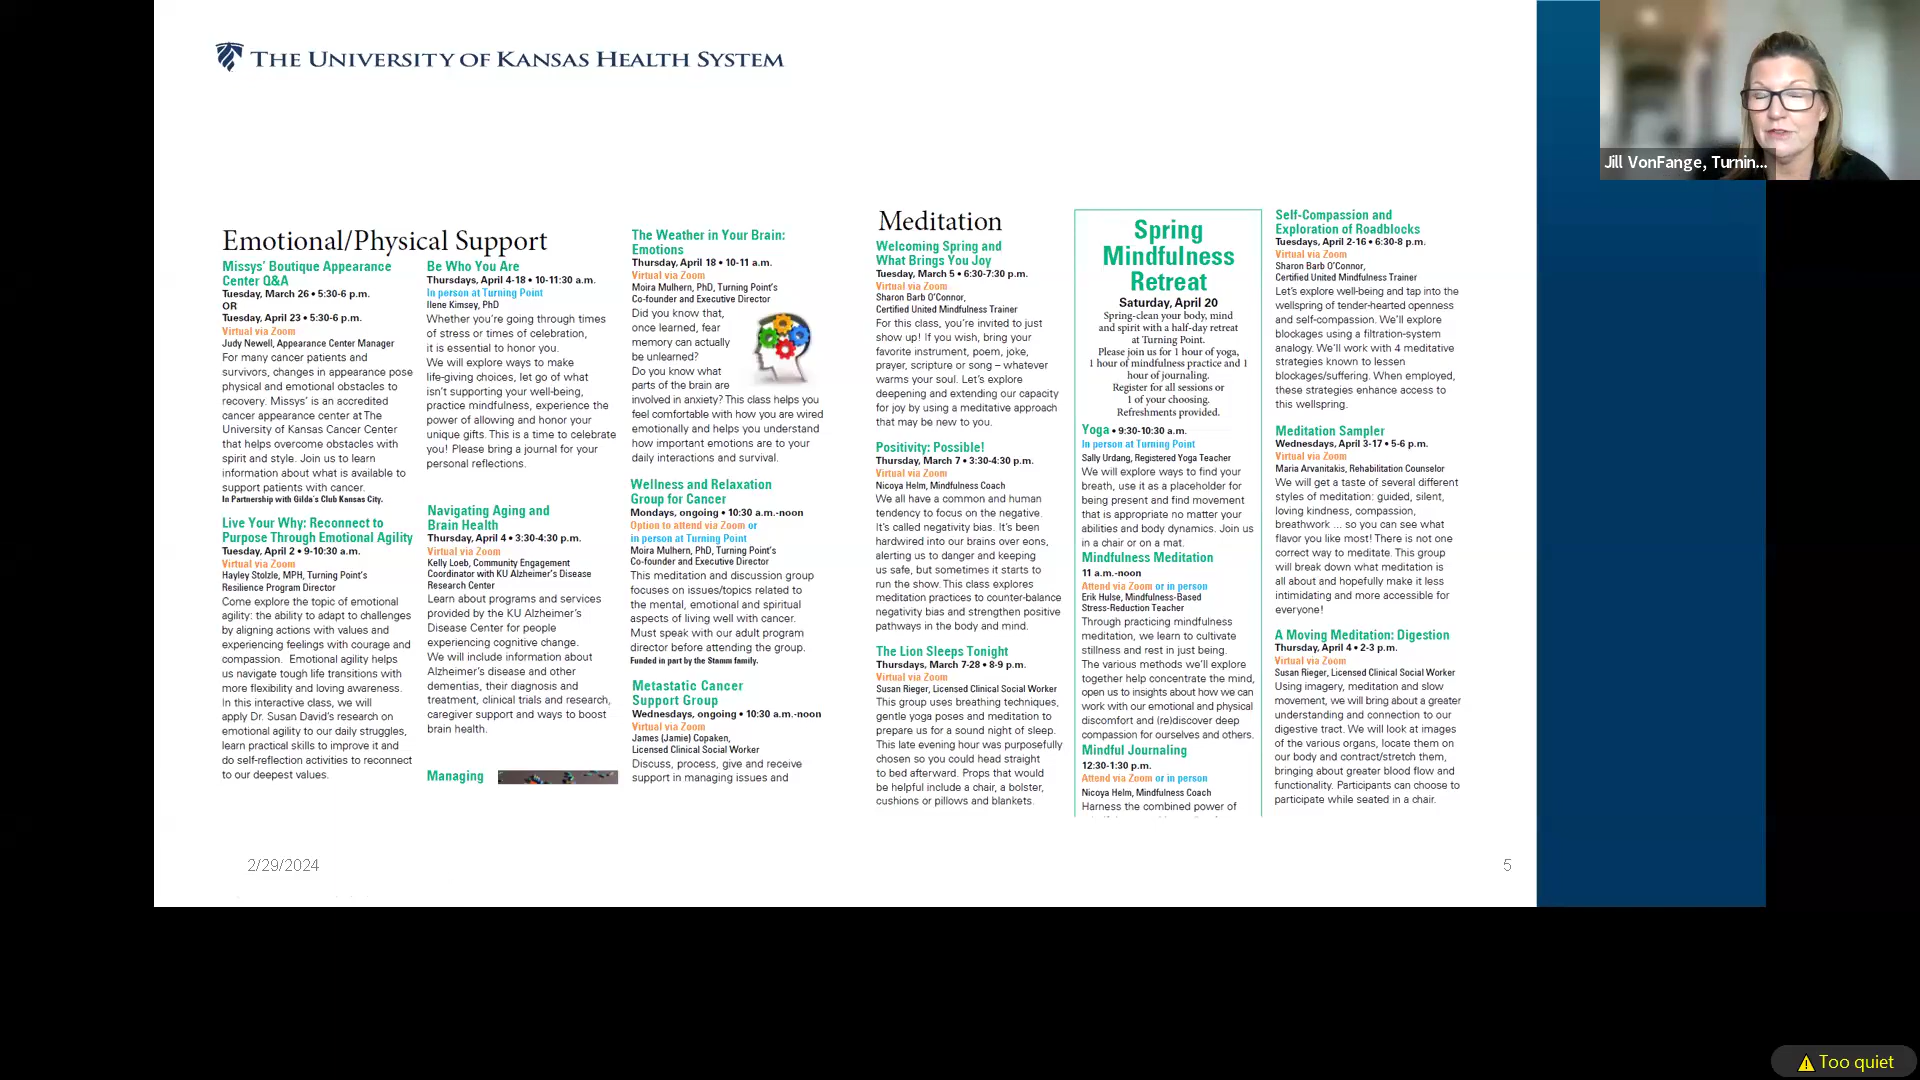 THE UNIVERSITY OF KANSAS HEALTH SYSTEM
Emotional/Physical Support
Missys’ Boutique Appearance
Center Q&A
Tuesday, March 26 • 5:30-6 p.m.
OR
Tuesday, April 23 • 5:30-6 p.m.
Virtual via Zoom
Judy Newell, Appearance Center Manager
For many cancer patients and
survivors, changes in appearance pose
physical and emotional obstacles to
recovery. Missys’ is an accredited
cancer appearance center at The
University of Kansas Cancer Center
that helps overcome obstacles with
spirit and style. Join us to learn
information about what is available to
support patients with cancer.
In Partnership with Gilda’s Club Kansas City.
Live Your Why: Reconnect to
Purpose Through Emotional Agility
Tuesday, April 2 • 9-10:30 a.m.
Virtual via Zoom
Hayley Stolzle, MPH, Turning Point’s
Resilience Program Director
Come explore the topic of emotional
agility: the ability to adapt to challenges
by aligning actions with values and
experiencing feelings with courage and
compassion. Emotional agility helps
us navigate tough life transitions with
more flexibility and loving awareness.
In this interactive class, we will
apply Dr. Susan David’s research on
emotional agility to our daily struggles,
learn practical skills to improve it and
do self-reflection activities to reconnect
to our deepest values.
Be Who You Are
Thursdays, April 4-18 • 10-11:30 a.m.
In person at Turning Point
Ilene Kimsey, PhD
Whether you’re going through times
of stress or times of celebration,
it is essential to honor you.
We will explore ways to make
life-giving choices, let go of what
isn’t supporting your well-being,
practice mindfulness, experience the
power of allowing and honor your
unique gifts. This is a time to celebrate
you! Please bring a journal for your
personal reflections.
Navigating Aging and
Brain Health
Thursday, April 4 • 3:30-4:30 p.m.
Virtual via Zoom
Kelly Loeb, Community Engagement
Coordinator with KU Alzheimer’s Disease
Research Center
Learn about programs and services
provided by the KU Alzheimer’s
Disease Center for people
experiencing cognitive change.
We will include information about
Alzheimer’s disease and other
dementias, their diagnosis and
treatment, clinical trials and research,
caregiver support and ways to boost
brain health.
Managing
The Weather in Your Brain:
Emotions
Thursday, April 18 • 10-11 a.m.
Virtual via Zoom
Moira Mulhern, PhD, Turning Point’s
Co-founder and Executive Director
Did you know that,
once learned, fear
memory can actually
be unlearned?
Do you know what
parts of the brain are
involved in anxiety? This class helps you
feel comfortable with how you are wired
emotionally and helps you understand
how important emotions are to your
daily interactions and survival.
Wellness and Relaxation
Group for Cancer
Mondays, ongoing • 10:30 a.m.-noon
Option to attend via Zoom or
in person at Turning Point
Moira Mulhern, PhD, Turning Point’s
Co-founder and Executive Director
This meditation and discussion group
focuses on issues/topics related to
the mental, emotional and spiritual
aspects of living well with cancer.
Must speak with our adult program
director before attending the group.
Funded in part by the Stamm family.
Metastatic Cancer
Support Group
Wednesdays, ongoing • 10:30 a.m.-noon
Virtual via Zoom
James (Jamie) Copaken,
Licensed Clinical Social Worker
Discuss, process, give and receive
support in managing issues and
Meditation
Welcoming Spring and
What Brings You Joy
Tuesday, March 5 • 6:30-7:30 p.m.
Virtual via Zoom
Sharon Barb O’Connor,
Certified United Mindfulness Trainer
For this class, you’re invited to just
show up! If you wish, bring your
favorite instrument, poem, joke,
prayer, scripture or song – whatever
warms your soul. Let’s explore
deepening and extending our capacity
for joy by using a meditative approach
that may be new to you.
Positivity: Possible!
Thursday, March 7 • 3:30-4:30 p.m.
Virtual via Zoom
Nicoya Helm, Mindfulness Coach
We all have a common and human
tendency to focus on the negative.
It’s called negativity bias. It’s been
hardwired into our brains over eons,
alerting us to danger and keeping
us safe, but sometimes it starts to
run the show. This class explores
meditation practices to counter-balance
negativity bias and strengthen positive
pathways in the body and mind.
The Lion Sleeps Tonight
Thursdays, March 7-28 • 8-9 p.m.
Virtual via Zoom
Susan Rieger, Licensed Clinical Social Worker
This group uses breathing techniques,
gentle yoga poses and meditation to
prepare us for a sound night of sleep.
This late evening hour was purposefully
chosen so you could head straight
to bed afterward. Props that would
be helpful include a chair, a bolster,
cushions or pillows and blankets.
Spring
Mindfulness
Retreat
Saturday, April 20
Spring-clean your body, mind
and spirit with a half-day retreat
at Turning Point.
Please join us for 1 hour of yoga,
1 hour of mindfulness practice and 1
hour of journaling.
Register for all sessions or
1 of your choosing.
Refreshments provided.
Yoga • 9:30-10:30 a.m.
In person at Turning Point
Sally Urdang, Registered Yoga Teacher
We will explore ways to find your
breath, use it as a placeholder for
being present and find movement
that is appropriate no matter your
abilities and body dynamics. Join us
in a chair or on a mat.
Mindfulness Meditation
11 a.m.-noon
Attend via Zoom or in person
Erik Hulse, Mindfulness-Based
Stress-Reduction Teacher
Through practicing mindfulness
meditation, we learn to cultivate
stillness and rest in just being.
The various methods we’ll explore
together help concentrate the mind,
open us to insights about how we can
work with our emotional and physical
discomfort and (re)discover deep
compassion for ourselves and others.
Mindful Journaling
12:30-1:30 p.m.
Attend via Zoom or in person
Nicoya Helm, Mindfulness Coach
Harness the combined power of
Self-Compassion and
Exploration of Roadblocks
Tuesdays, April 2-16 • 6:30-8 p.m.
Virtual via Zoom
Sharon Barb O’Connor,
Certified United Mindfulness Trainer
Let’s explore well-being and tap into the
wellspring of tender-hearted openness
and self-compassion. We’ll explore
blockages using a filtration-system
analogy. We’ll work with 4 meditative
strategies known to lessen
blockages/suffering. When employed,
these strategies enhance access to
this wellspring.
Meditation Sampler
Wednesdays, April 3-17 • 5-6 p.m.
Virtual via Zoom
Maria Arvanitakis, Rehabilitation Counselor
We will get a taste of several different
styles of meditation: guided, silent,
loving kindness, compassion,
breathwork ... so you can see what
flavor you like most! There is not one
correct way to meditate. This group
will break down what meditation is
all about and hopefully make it less
intimidating and more accessible for
everyone!
A Moving Meditation: Digestion
Thursday, April 4 • 2-3 p.m.
Virtual via Zoom
Susan Rieger, Licensed Clinical Social Worker
Using imagery, meditation and slow
movement, we will bring about a greater
understanding and connection to our
digestive tract. We will look at images
of the various organs, locate them on
our body and contract/stretch them,
bringing about greater blood flow and
functionality. Participants can choose to
participate while seated in a chair.
2/29/2024
5
Jill VonFange, Turnin...
Too quiet